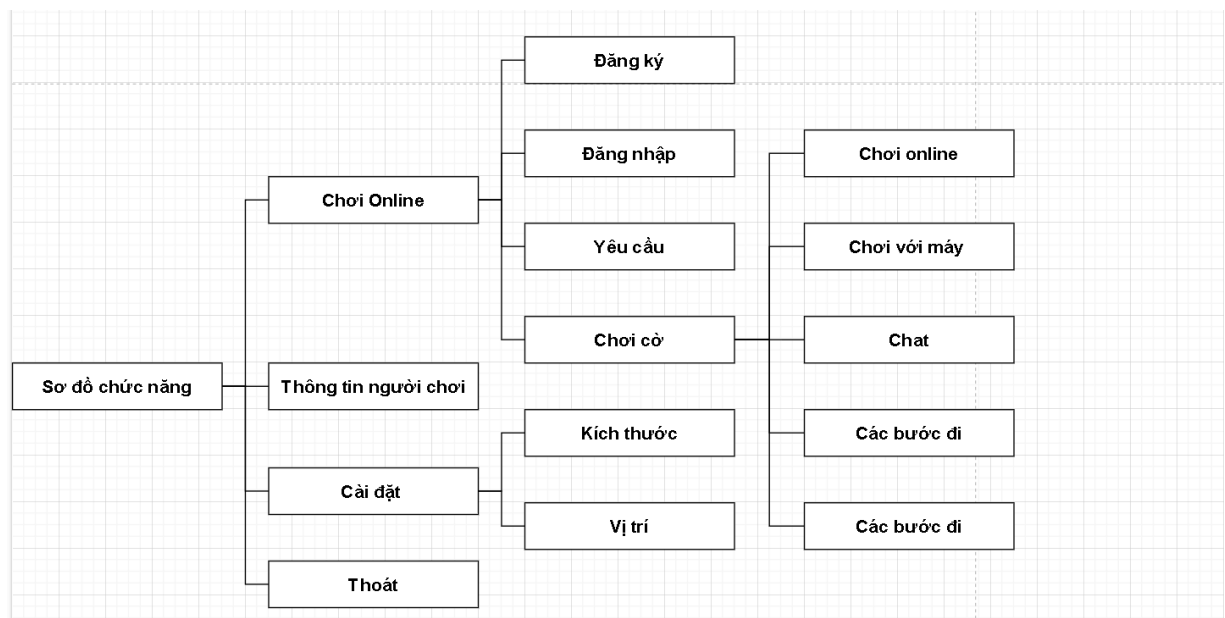 Sơ đồ chức năng
Chơi Online
Đăng ký
Đăng nhập
Yêu cầu
Chơi cờ
Chơi online
Chơi với máy
Chat
Các bước đi
Các bước đi
Thông tin người chơi
Cài đặt
Kích thước
Vị trí
Thoát